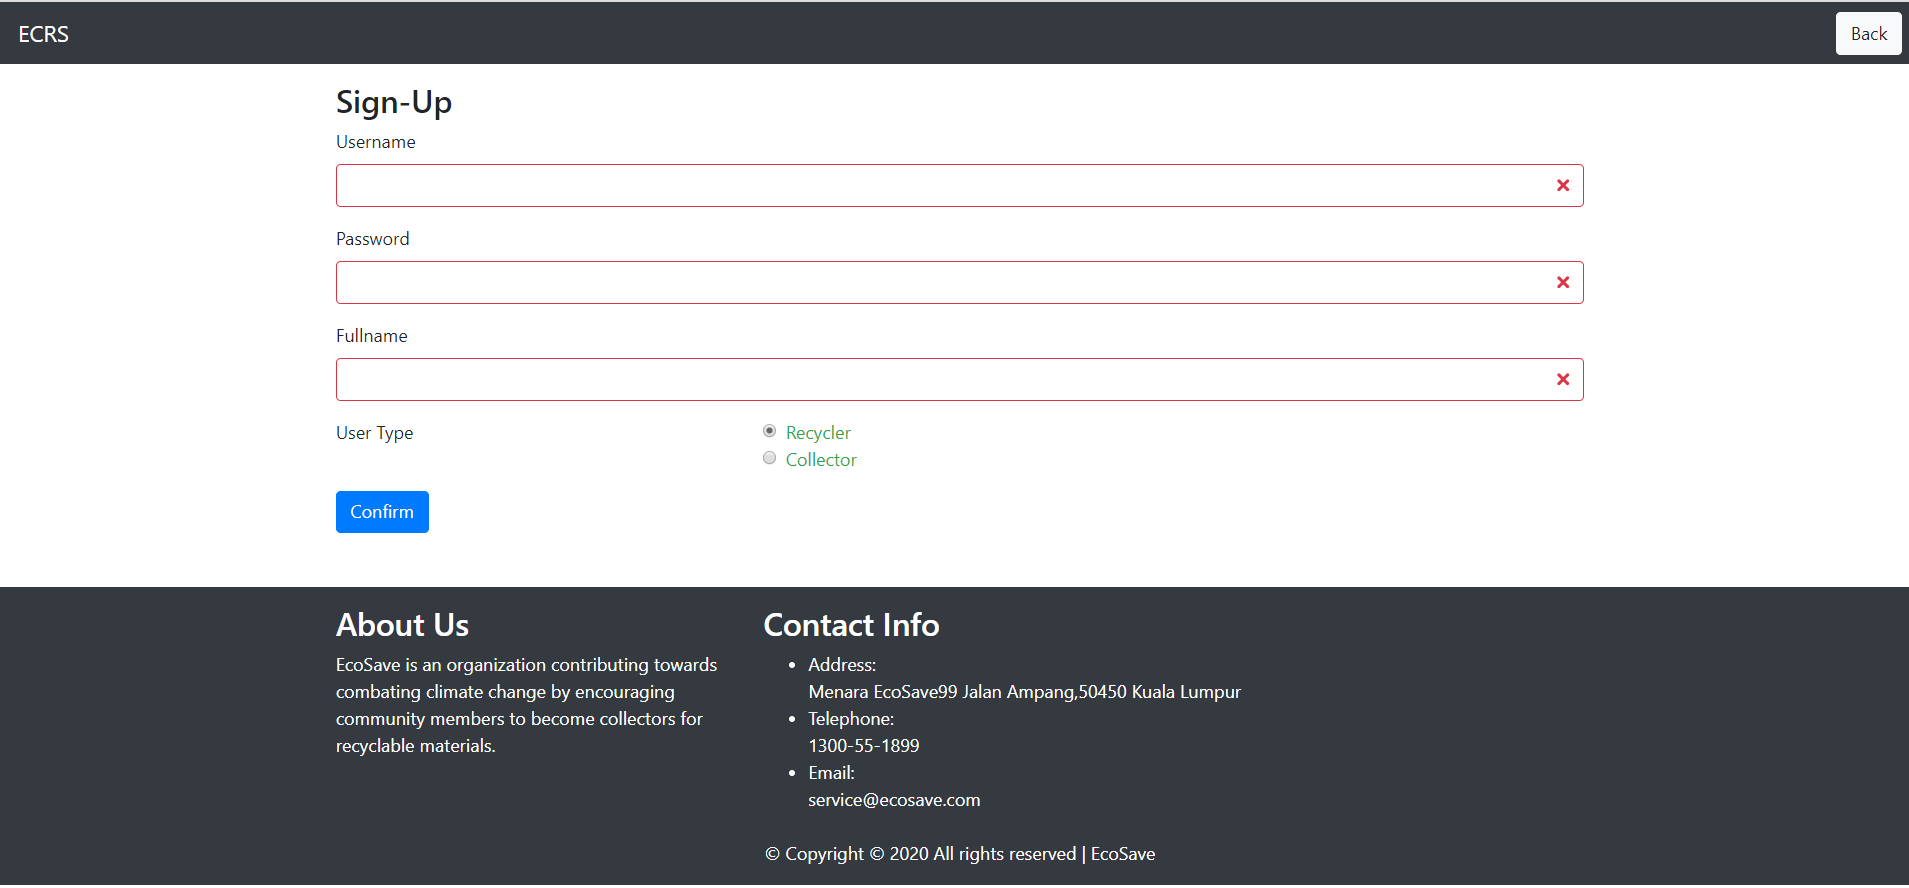 ECRS
Back
Sign-Up
Username
Password
Fullname
User Type
Recycler
Collector
Confirm
About Us
EcoSave is an organization contributing towards
combating climate change by encouraging
community members to become collectors for
recyclable materials.
Contact Info
Address:
Menara EcoSave99 Jalan Ampang,50450 Kuala Lumpur
Telephone:
1300-55-1899
Email:
service@ecosave.com
© Copyright © 2020 All rights reserved | EcoSave